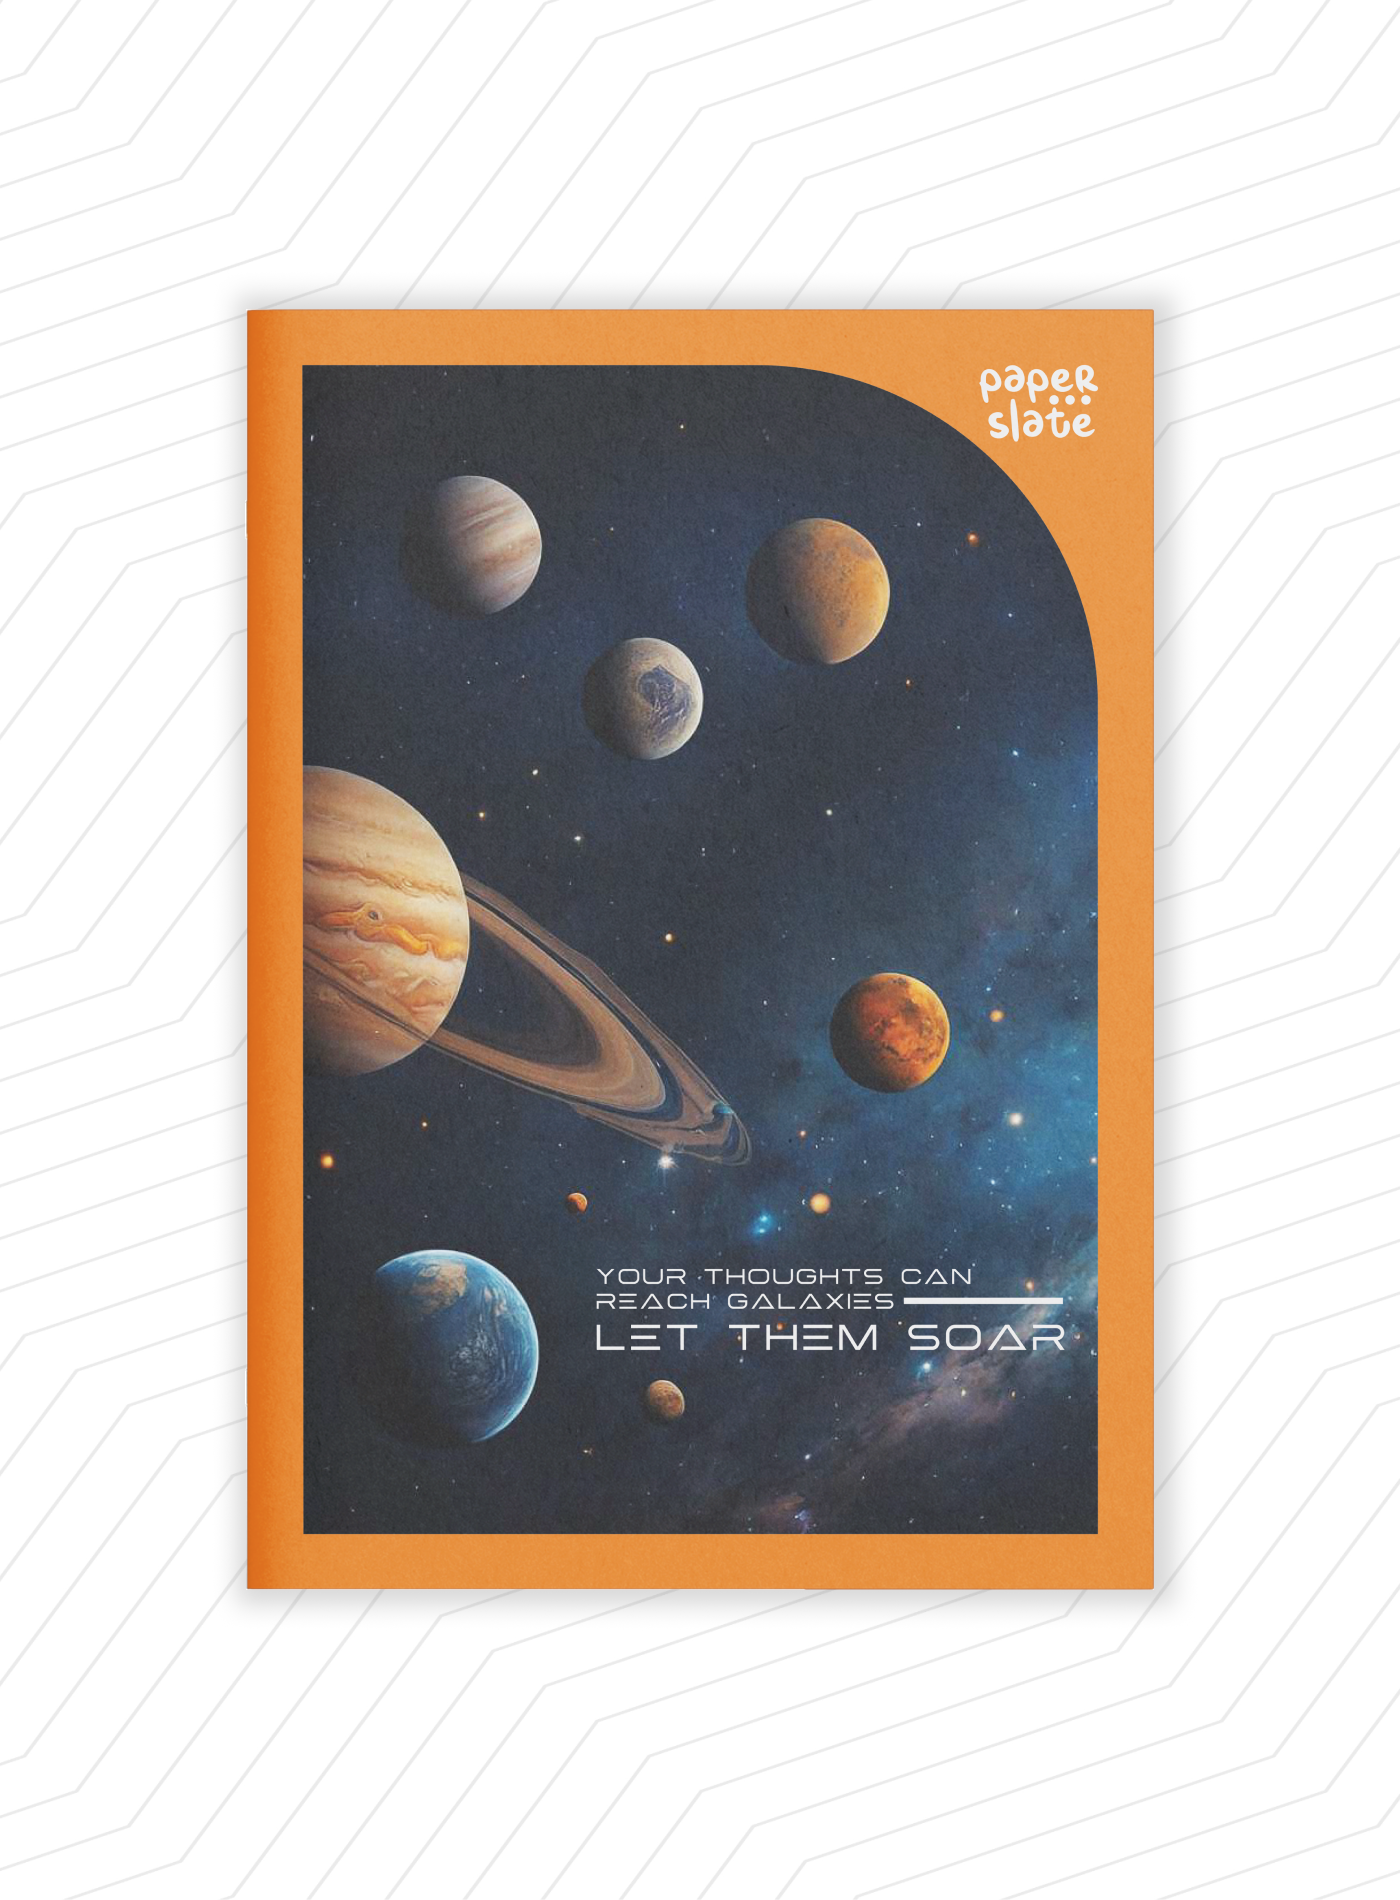 paper
slate
YOUR THOUGHTS CAN
REACH GALAXIES
LET THEM SOAR